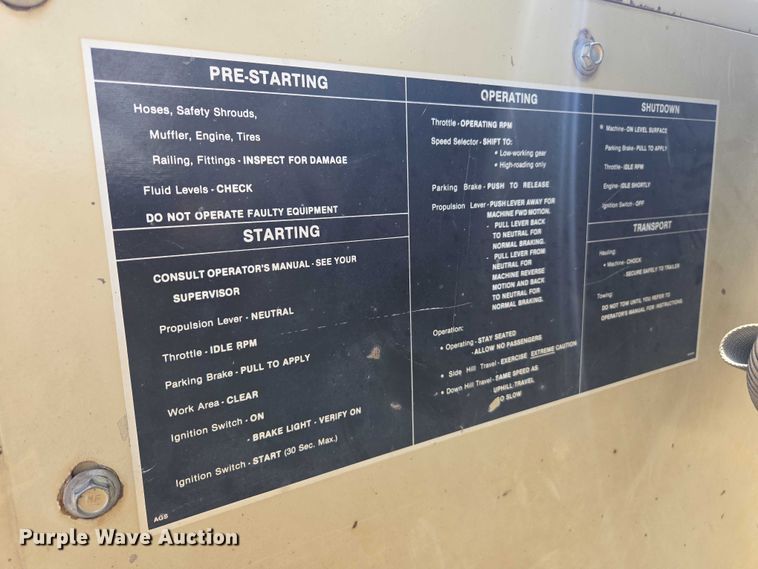 PRE-STARTING
Hoses, Safety Shrouds,
Muffler, Engine, Tires
Railing, Fittings - INSPECT FOR DAMAGE
Fluid Levels - CHECK
DO NOT OPERATE FAULTY EQUIPMENT
STARTING
CONSULT OPERATOR'S MANUAL - SEE YOUR
SUPERVISOR
Propulsion Lever - NEUTRAL
Throttle - IDLE RPM
Parking Brake - PULL TO APPLY
Work Area - CLEAR
Ignition Switch - ON
- BRAKE LIGHT - VERIFY ON
Ignition Switch - START (30 Sec. Max.)
AGS
OPERATING
Throttle - OPERATING RPM
Speed Selector - SHIFT TO:
• Low-working gear
• High-roading only
Parking Brake - PUSH TO RELEASE
Propulsion Lever - PUSH LEVER AWAY FOR
MACHINE FWD MOTION.
- PULL LEVER BACK
TO NEUTRAL FOR
NORMAL BRAKING.
- PULL LEVER FROM
NEUTRAL FOR
MACHINE REVERSE
MOTION AND BACK
TO NEUTRAL FOR
NORMAL BRAKING.
Operation:
• Operating - STAY SEATED
- ALLOW NO PASSENGERS
• Side Hill Travel - EXERCISE EXTREME CAUTION
• Down Hill Travel - SAME SPEED AS
UPHILL TRAVEL
GO SLOW
SHUTDOWN
• Machine - ON LEVEL SURFACE
Parking Brake - PULL TO APPLY
Throttle - IDLE RPM
Engine - IDLE SHORTLY
Ignition Switch - OFF
TRANSPORT
Hauling:
• Machine - CHOCK
- SECURE SAFELY TO TRAILER
Towing:
DO NOT TOW UNTIL YOU REFER TO
OPERATOR'S MANUAL FOR INSTRUCTIONS
Purple Wave Auction